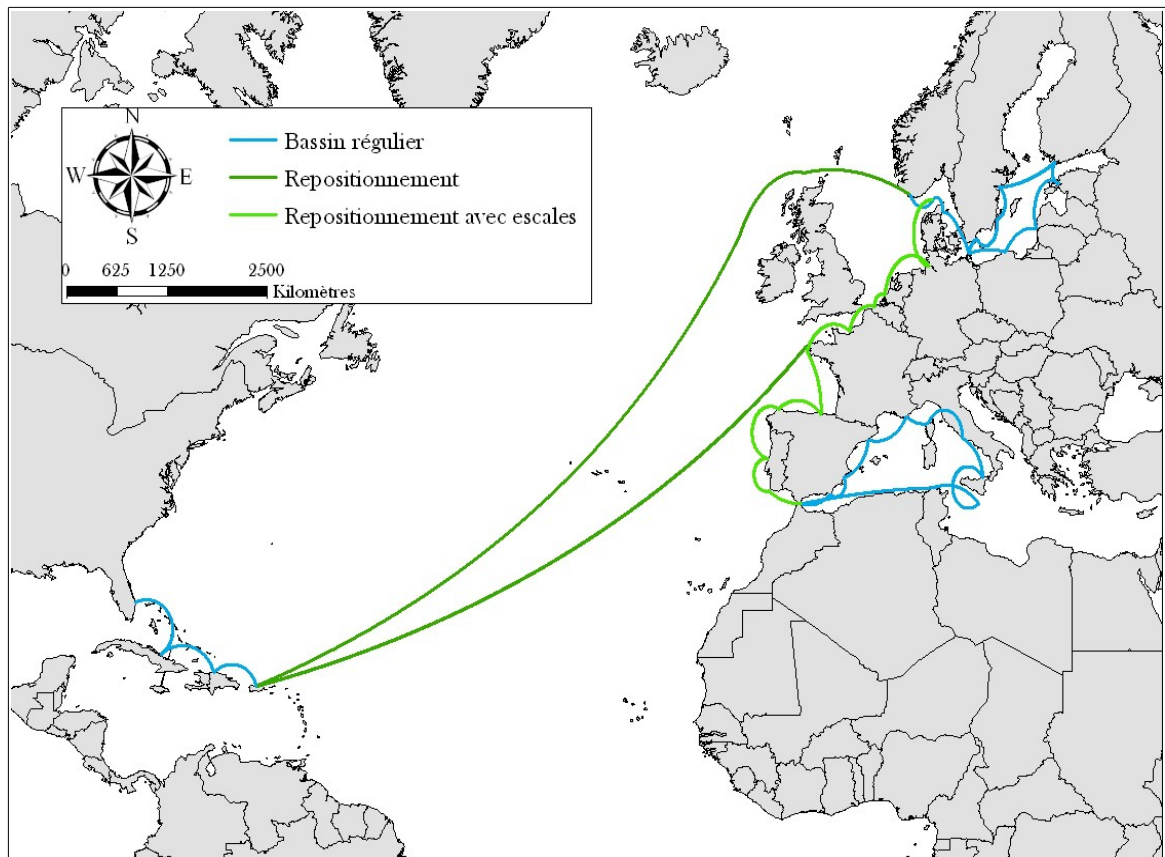 N
W E
S
Bassin régulier
Repositionnement
Repositionnement avec escales
0 625 1250 2500
Kilomètres